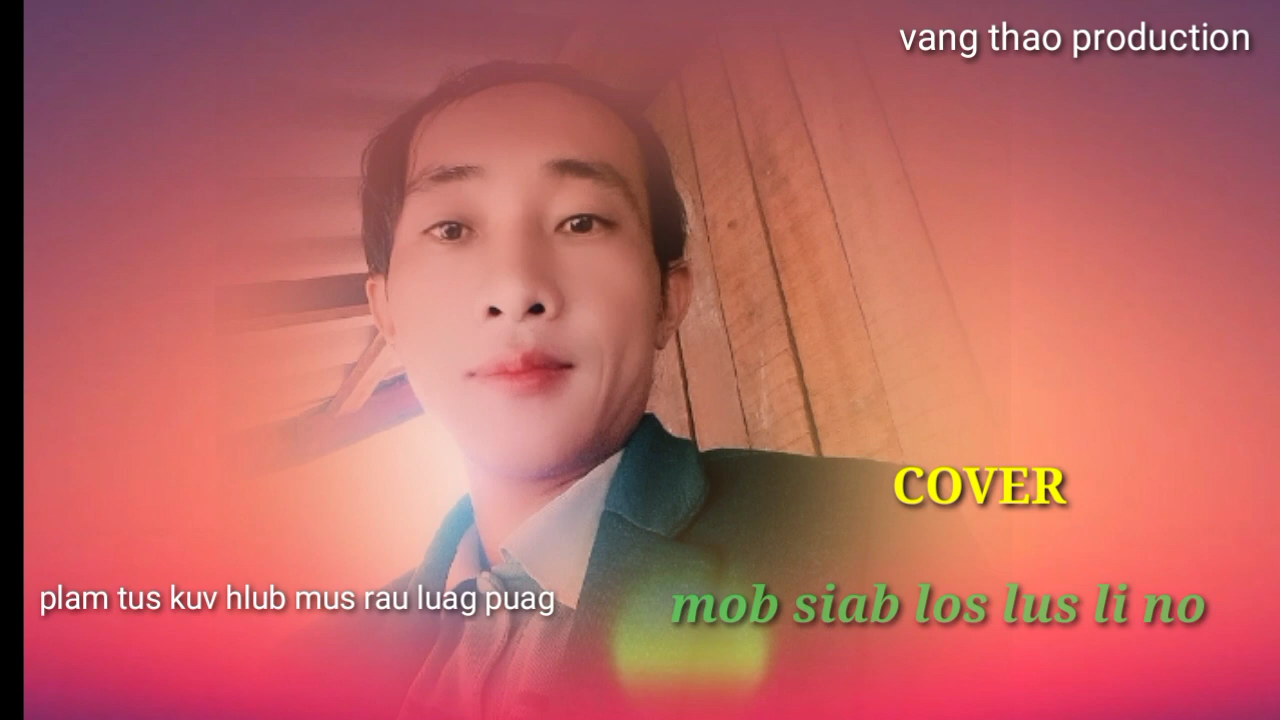 vang thao production
COVER
plam tus kuv hlub mus rau luag puag
mob siab los lus li no